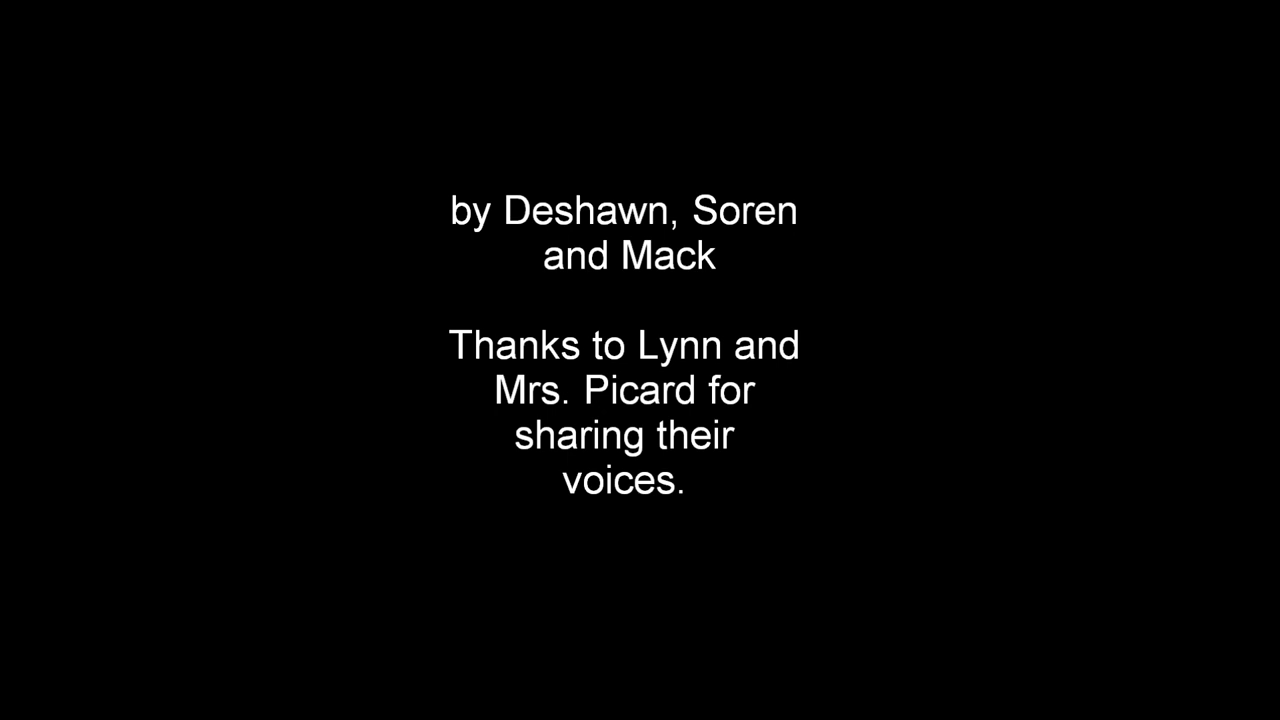 by Deshawn, Soren
and Mack
Thanks to Lynn and
Mrs. Picard for
sharing their
voices.